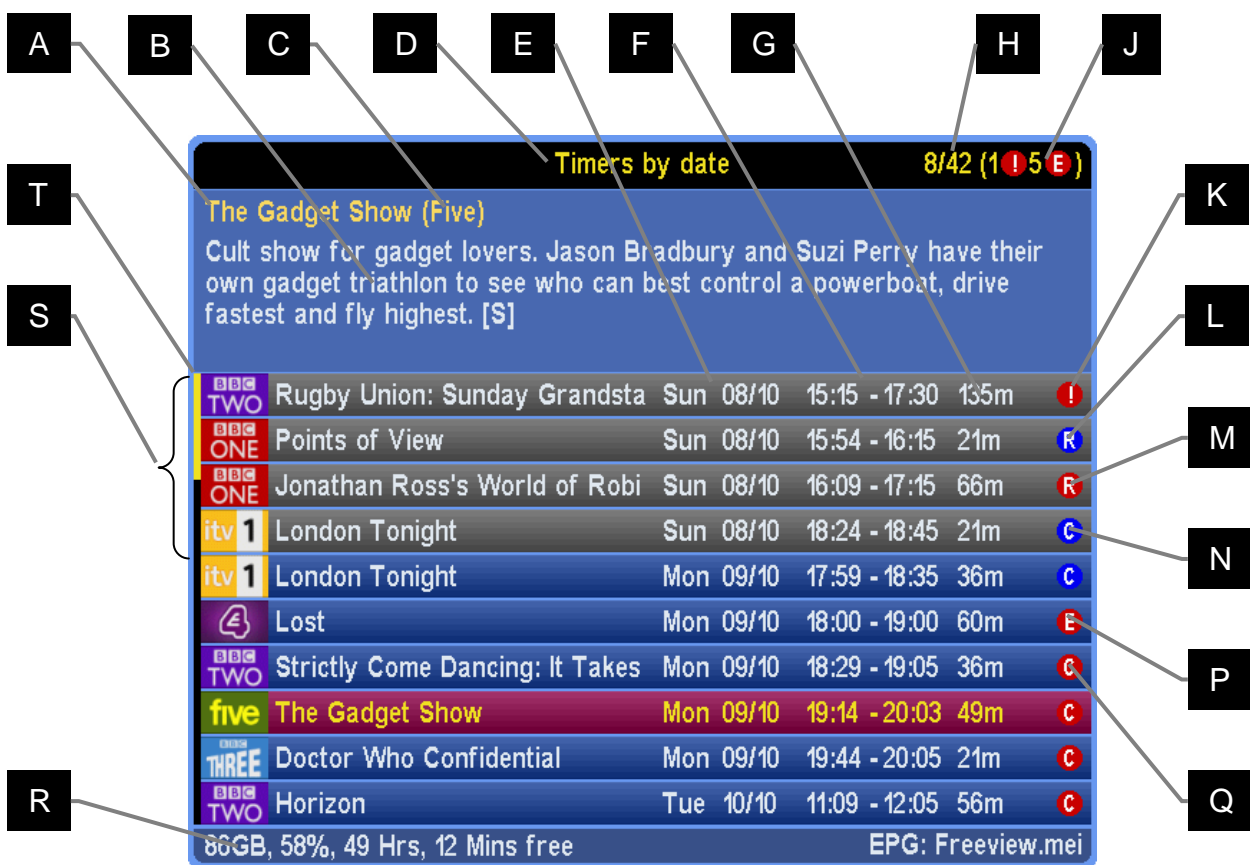 A B C D E F G H J
Timers by date 8/42 (1 ! 5 E )
T
The Gadget Show (Five)
K
Cult show for gadget lovers. Jason Bradbury and Suzi Perry have their
own gadget triathlon to see who can best control a powerboat, drive
fastest and fly highest. [S]
S
L
BBC TWO Rugby Union: Sunday Grandsta Sun 08/10 15:15 - 17:30 135m !
BBC ONE Points of View Sun 08/10 15:54 - 16:15 21m R
M
BBC ONE Jonathan Ross's World of Robi Sun 08/10 16:09 - 17:15 66m R
itv 1 London Tonight Sun 08/10 18:24 - 18:45 21m C
N
itv 1 London Tonight Mon 09/10 17:59 - 18:35 36m C
E Lost Mon 09/10 18:00 - 19:00 60m E
BBC TWO Strictly Come Dancing: It Takes Mon 09/10 18:29 - 19:05 36m C
P
five The Gadget Show Mon 09/10 19:14 - 20:03 49m C
BBC THREE Doctor Who Confidential Mon 09/10 19:44 - 20:05 21m C
R
BBC TWO Horizon Tue 10/10 11:09 - 12:05 56m C
Q
86GB, 58%, 49 Hrs, 12 Mins free EPG: Freeview.mei